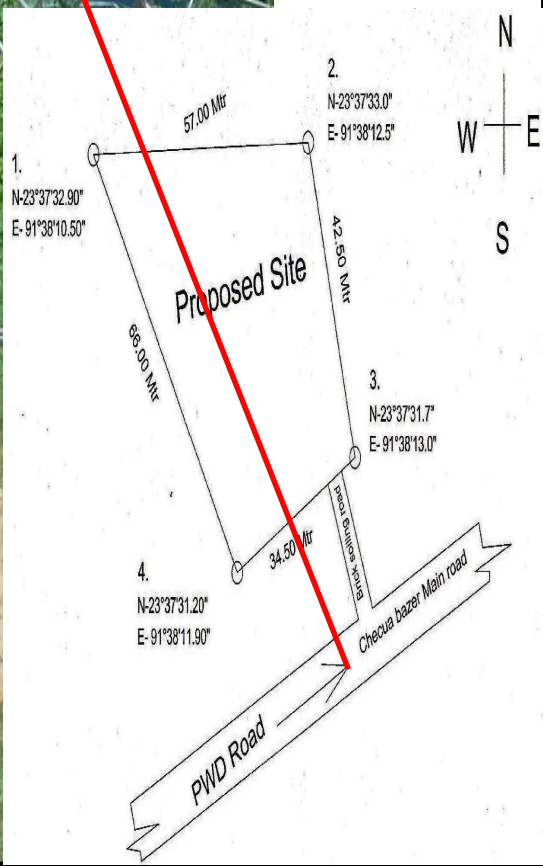 N
W E
S
57.00 Mtr
2.
N-23°37'33.0"
E- 91°38'12.5"
1.
N-23°37'32.90"
E- 91°38'10.50"
42.50 Mtr
Proposed Site
66.00 Mtr
3.
N-23°37'31.7"
E- 91°38'13.0"
34.50 Mtr
4.
N-23°37'31.20"
E- 91°38'11.90"
Brick solling road
Checua bazer Main road
PWD Road